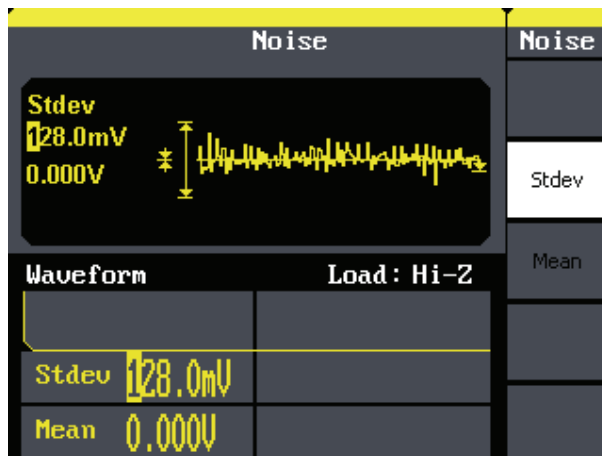 Noise
Noise
Stdev
128.0mV
0.000V
Stdev
Mean
Waveform Load: Hi-Z
Stdev 128.0mV
Mean 0.000V